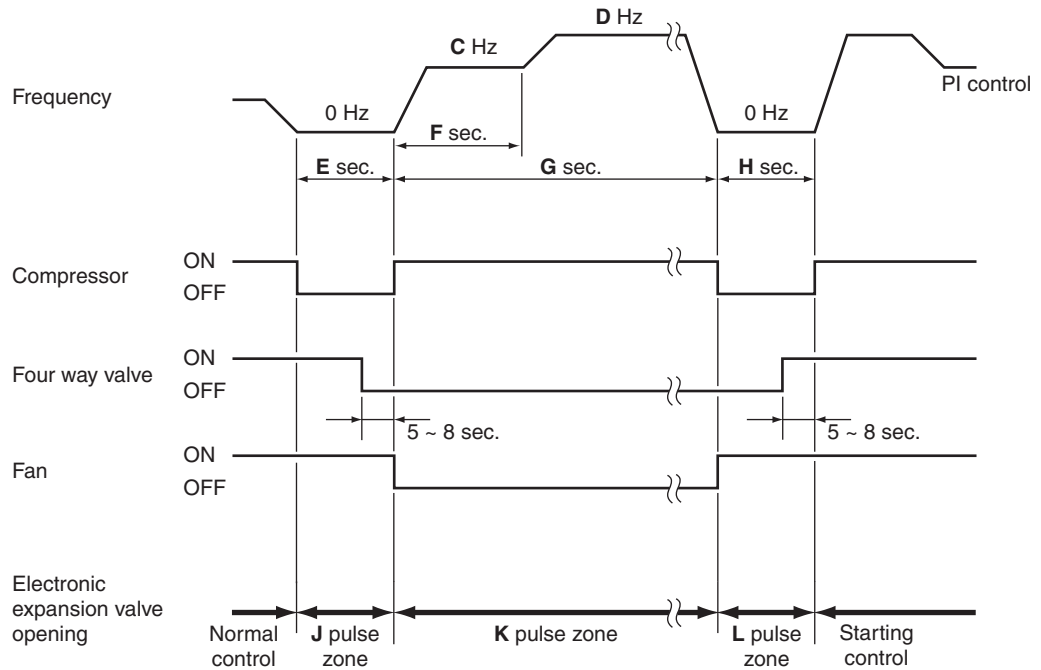 D Hz
C Hz
Frequency
PI control
0 Hz
0 Hz
F sec.
E sec.
G sec.
H sec.
Compressor
ON
OFF
Four way valve
ON
OFF
5 ~ 8 sec.
5 ~ 8 sec.
Fan
ON
OFF
Electronic
expansion valve
opening
Normal
control
J pulse
zone
K pulse zone
L pulse
zone
Starting
control